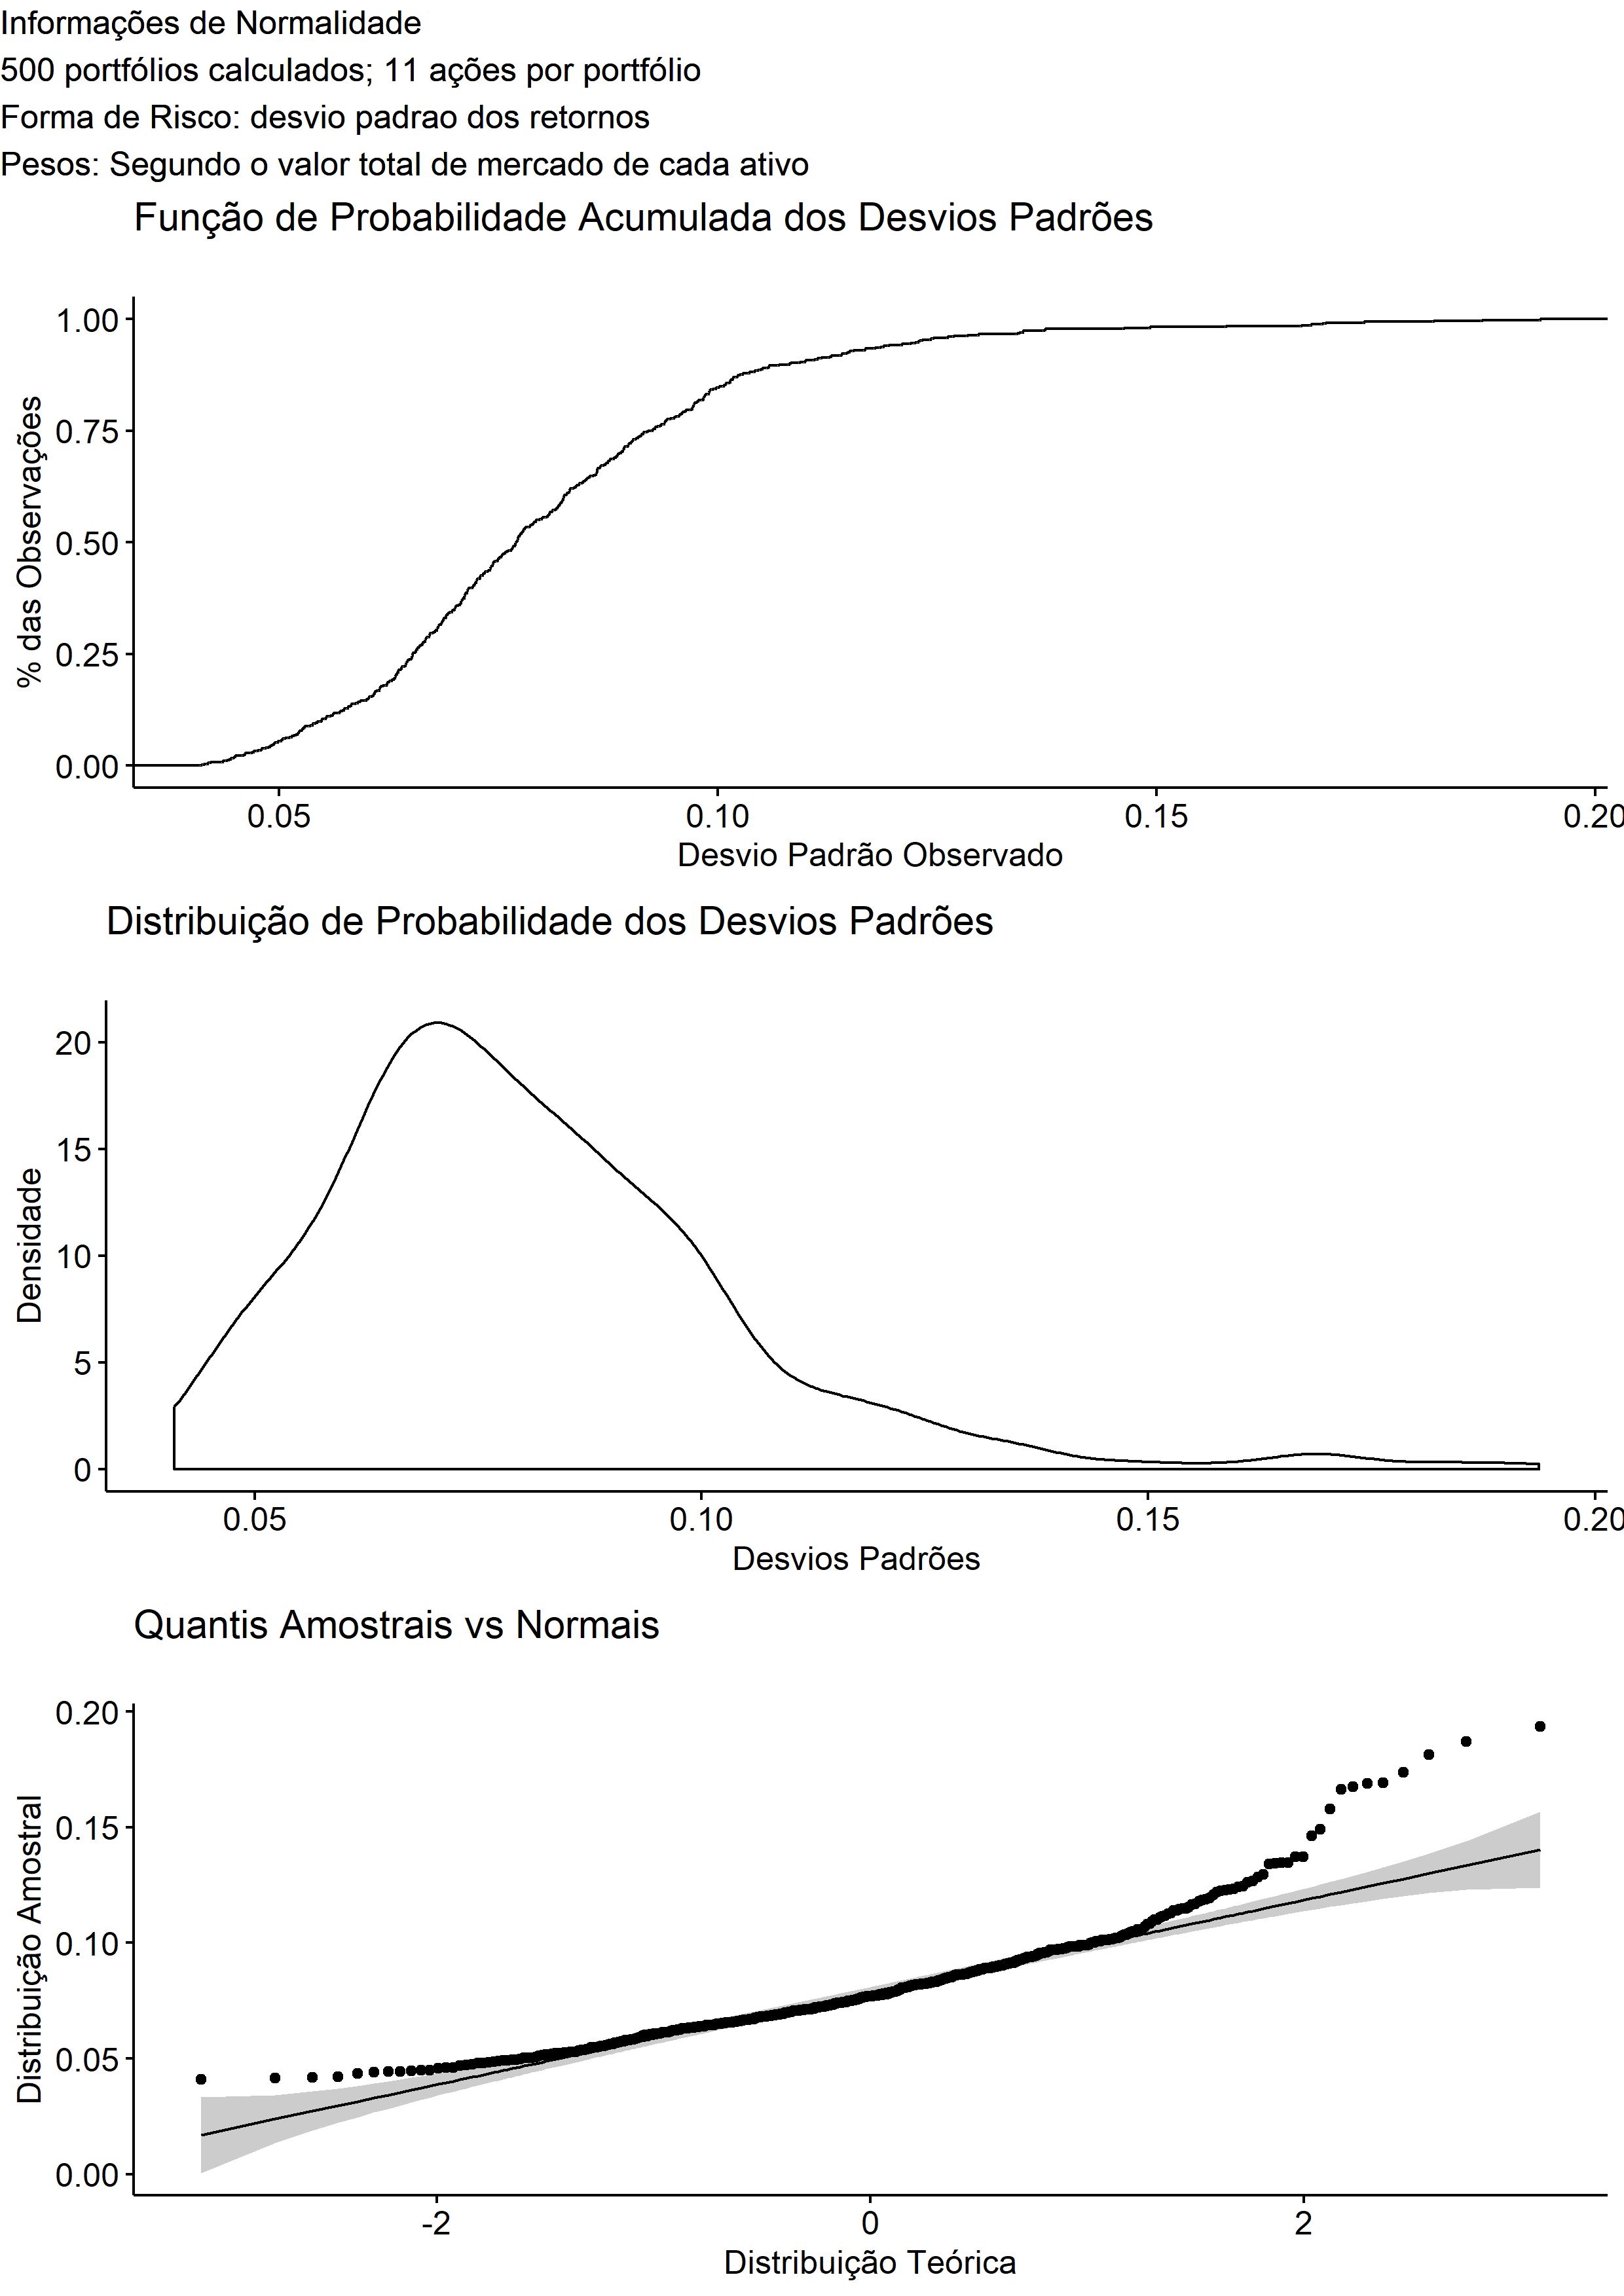 Informações de Normalidade
500 portfólios calculados; 11 ações por portfólio
Forma de Risco: desvio padrao dos retornos
Pesos: Segundo o valor total de mercado de cada ativo
Função de Probabilidade Acumulada dos Desvios Padrões
% das Observações
1.00
0.75
0.50
0.25
0.00
0.05 0.10 0.15 0.20
Desvio Padrão Observado
Distribuição de Probabilidade dos Desvios Padrões
Densidade
20
15
10
5
0
0.05 0.10 0.15 0.20
Desvios Padrões
Quantis Amostrais vs Normais
Distribuição Amostral
0.20
0.15
0.10
0.05
0.00
-2 0 2
Distribuição Teórica